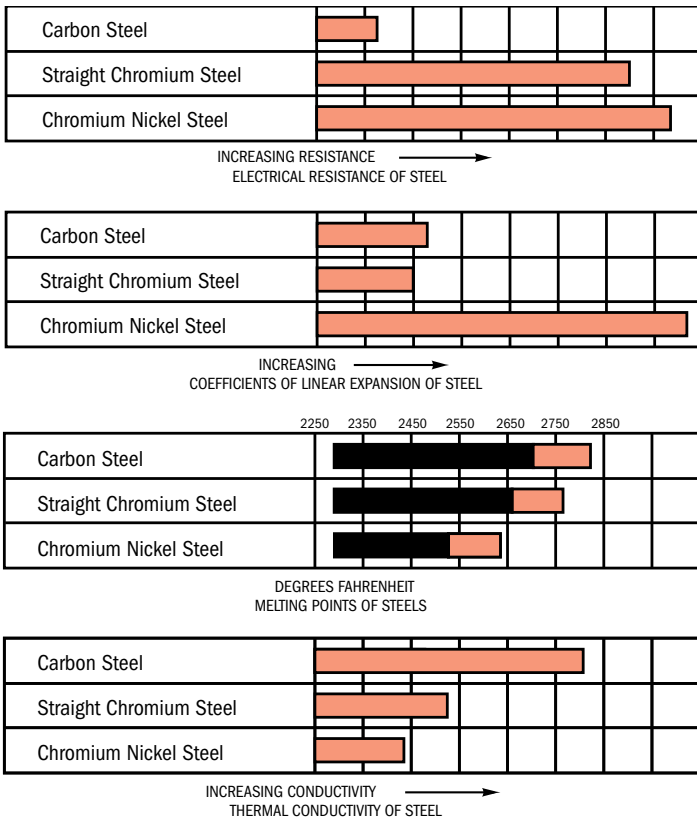 Carbon Steel
Straight Chromium Steel
Chromium Nickel Steel
INCREASING RESISTANCE
ELECTRICAL RESISTANCE OF STEEL
Carbon Steel
Straight Chromium Steel
Chromium Nickel Steel
INCREASING
COEFFICIENTS OF LINEAR EXPANSION OF STEEL
2250 2350 2450 2550 2650 2750 2850
Carbon Steel
Straight Chromium Steel
Chromium Nickel Steel
DEGREES FAHRENHEIT
MELTING POINTS OF STEELS
Carbon Steel
Straight Chromium Steel
Chromium Nickel Steel
INCREASING CONDUCTIVITY
THERMAL CONDUCTIVITY OF STEEL